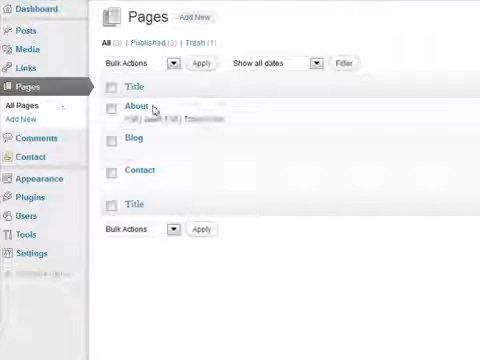 Dashboard
Posts
Media
Links
Pages
All Pages
Add New
Comments
Contact
Appearance
Plugins
Users
Tools
Settings
Pages Add New
All (3) | Published (3) | Trash (1)
Bulk Actions Apply Show all dates Filter
Title
About
Blog
Contact
Title
Bulk Actions Apply